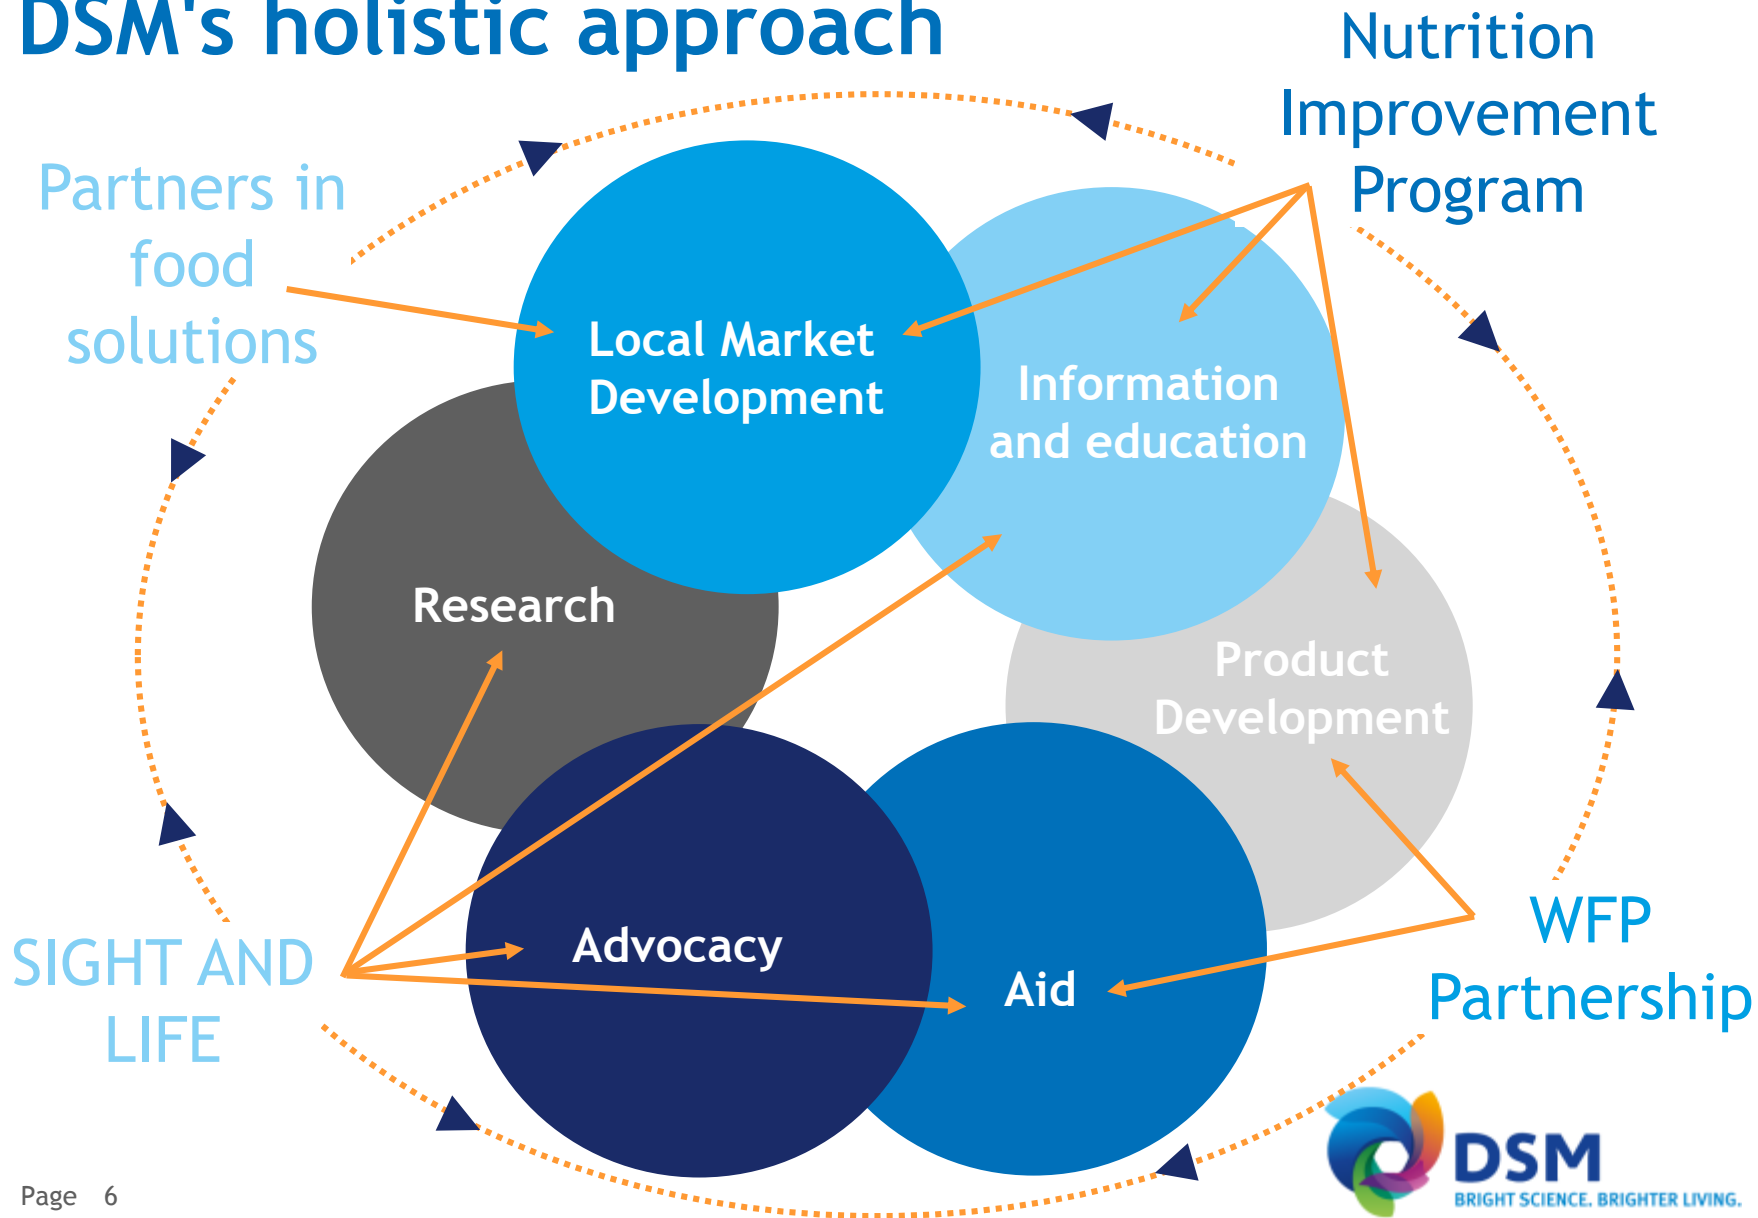 DSM's holistic approach
Nutrition
Improvement
Program
Partners in
food
solutions
Local Market
Development
Information
and education
Research
Product
Development
Advocacy
Aid
SIGHT AND
LIFE
WFP
Partnership
DSM
BRIGHT SCIENCE. BRIGHTER LIVING.
Page 6